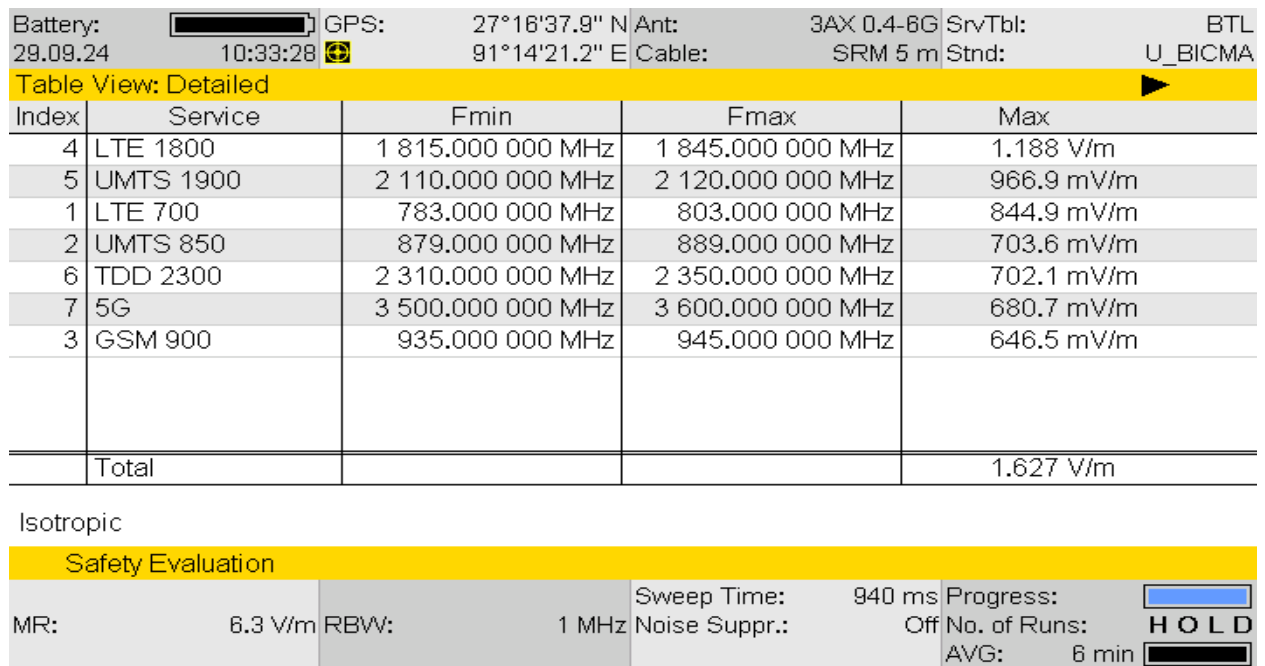 Battery: GPS: 27°16'37.9" N Ant: 3AX 0.4-6G SrvTbl: BTL
29.09.24 10:33:28 91°14'21.2" E Cable: SRM 5 m Stnd: U_BICMA
Table View: Detailed
Index Service Fmin Fmax Max
4 LTE 1800 1 815.000 000 MHz 1 845.000 000 MHz 1.188 V/m
5 UMTS 1900 2 110.000 000 MHz 2 120.000 000 MHz 966.9 mV/m
1 LTE 700 783.000 000 MHz 803.000 000 MHz 844.9 mV/m
2 UMTS 850 879.000 000 MHz 889.000 000 MHz 703.6 mV/m
6 TDD 2300 2 310.000 000 MHz 2 350.000 000 MHz 702.1 mV/m
7 5G 3 500.000 000 MHz 3 600.000 000 MHz 680.7 mV/m
3 GSM 900 935.000 000 MHz 945.000 000 MHz 646.5 mV/m
Total 1.627 V/m
Isotropic
Safety Evaluation
Sweep Time: 940 ms Progress:
MR: 6.3 V/m RBW: 1 MHz Noise Suppr.: Off No. of Runs: HOLD
AVG: 6 min